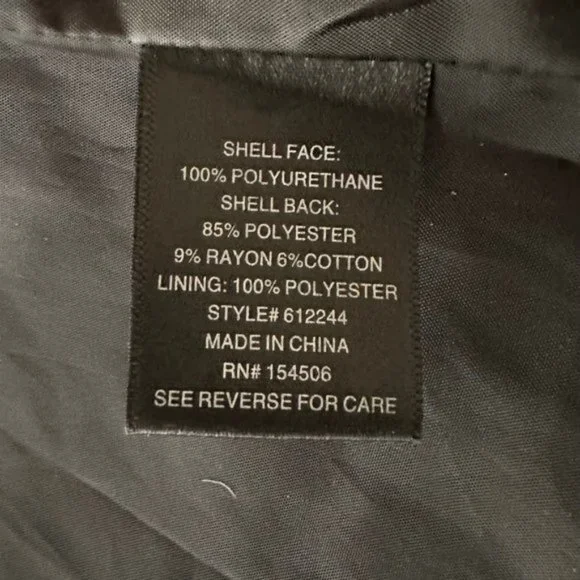 SHELL FACE:
100% POLYURETHANE
SHELL BACK:
85% POLYESTER
9% RAYON 6%COTTON
LINING: 100% POLYESTER
STYLE# 612244
MADE IN CHINA
RN# 154506
SEE REVERSE FOR CARE